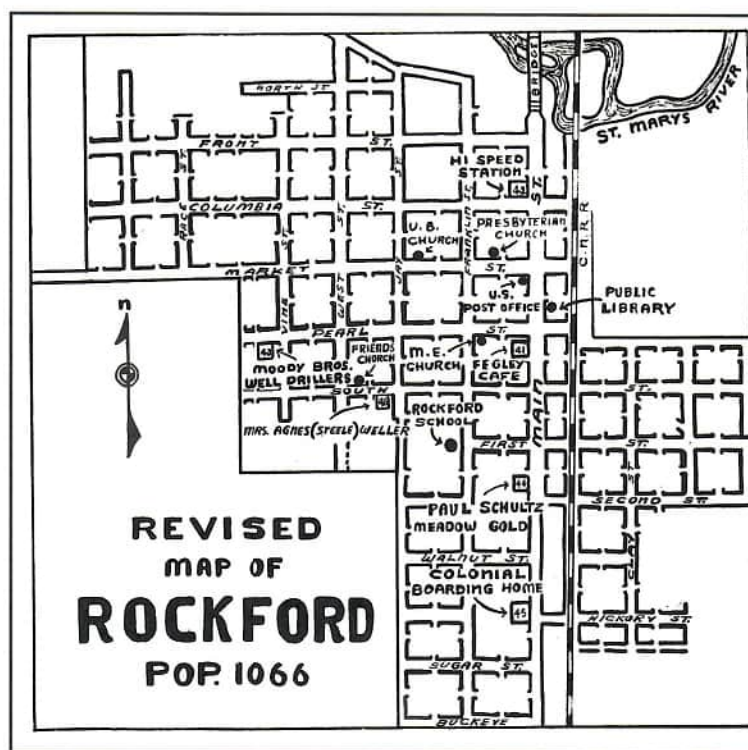 BRIDGE
ST. MARYS RIVER
NORTH ST
FRONT ST.
HI SPEED
STATION
43
ST.
RACE ST.
COLUMBIA ST.
VINE ST.
WEST ST.
JAY ST.
FRANKLIN ST.
U.B.
CHURCH
PRESBYTERIAN
CHURCH
C.N.R.R
MARKET ST.
U.S.
POST OFFICE
PUBLIC
LIBRARY
n
PEARL ST.
MOODY BROS.
WELL DRILLERS
FRIENDS
CHURCH
M.E.
CHURCH
41
FEGLEY
CAFE
MAIN
SOUTH ST.
MRS. AGNES (STEELE) WELLER
ROCKFORD
SCHOOL
FIRST ST.
44
PAUL SCHULTZ
MEADOW GOLD
SECOND ST.
CLAY ST.
WALNUT ST.
COLONIAL
BOARDING HOME
45
HICKORY ST.
SUGAR ST.
BUCKEYE
REVISED
MAP OF
ROCKFORD
POP. 1066